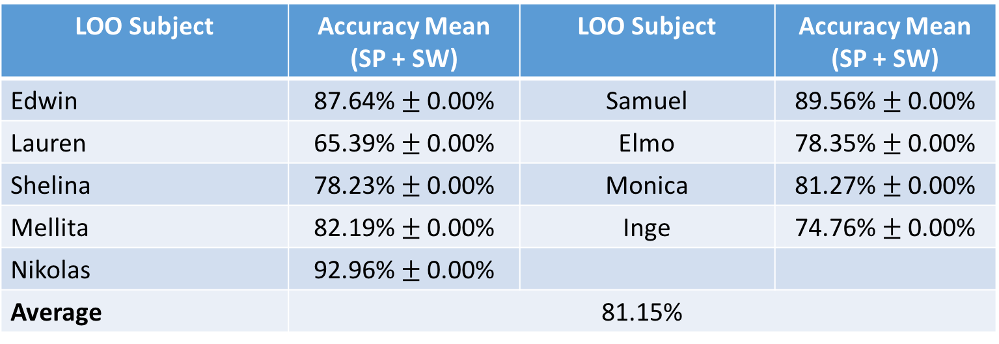 LOO Subject Accuracy Mean (SP + SW) LOO Subject Accuracy Mean (SP + SW)
Edwin 87.64% ± 0.00% Samuel 89.56% ± 0.00%
Lauren 65.39% ± 0.00% Elmo 78.35% ± 0.00%
Shelina 78.23% ± 0.00% Monica 81.27% ± 0.00%
Mellita 82.19% ± 0.00% Inge 74.76% ± 0.00%
Nikolas 92.96% ± 0.00%
Average 81.15%